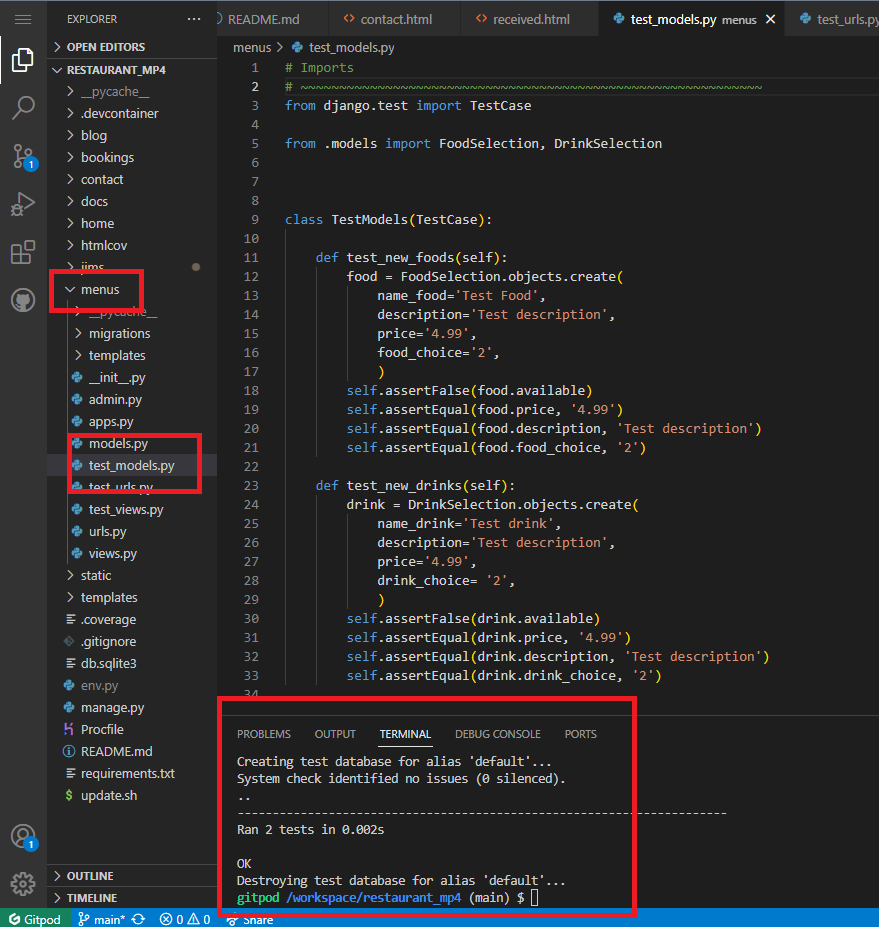 EXPLORER
···
OPEN EDITORS
RESTAURANT_MP4
__pycache__
.devcontainer
blog
bookings
contact
docs
home
htmlcov
jims
menus
__pycache__
migrations
templates
__init__.py
admin.py
apps.py
models.py
test_models.py
test_urls.py
test_views.py
urls.py
views.py
static
templates
.coverage
.gitignore
db.sqlite3
env.py
manage.py
Procfile
README.md
requirements.txt
update.sh
OUTLINE
TIMELINE
1
1
README.md <> contact.html <> received.html test_models.py menus × test_urls.py
menus > test_models.py
1 # Imports
2 # ~~~~~~~~~~~~~~~~~~~~~~~~~~~~~~~~~~~~~~~~~~~~~~~~~~~~~~~~~~~~
3 from django.test import TestCase
4
5 from .models import FoodSelection, DrinkSelection
6
7
8
9 class TestModels(TestCase):
10
11 def test_new_foods(self):
12 food = FoodSelection.objects.create(
13 name_food='Test Food',
14 description='Test description',
15 price='4.99',
16 food_choice='2',
17 )
18 self.assertFalse(food.available)
19 self.assertEqual(food.price, '4.99')
20 self.assertEqual(food.description, 'Test description')
21 self.assertEqual(food.food_choice, '2')
22
23 def test_new_drinks(self):
24 drink = DrinkSelection.objects.create(
25 name_drink='Test drink',
26 description='Test description',
27 price='4.99',
28 drink_choice= '2',
29 )
30 self.assertFalse(drink.available)
31 self.assertEqual(drink.price, '4.99')
32 self.assertEqual(drink.description, 'Test description')
33 self.assertEqual(drink.drink_choice, '2')
34
PROBLEMS OUTPUT TERMINAL DEBUG CONSOLE PORTS
Creating test database for alias 'default'...
System check identified no issues (0 silenced).
..
----------------------------------------------------------------------
Ran 2 tests in 0.002s
OK
Destroying test database for alias 'default'...
gitpod /workspace/restaurant_mp4 (main) $
Gitpod main* 0 0 Share